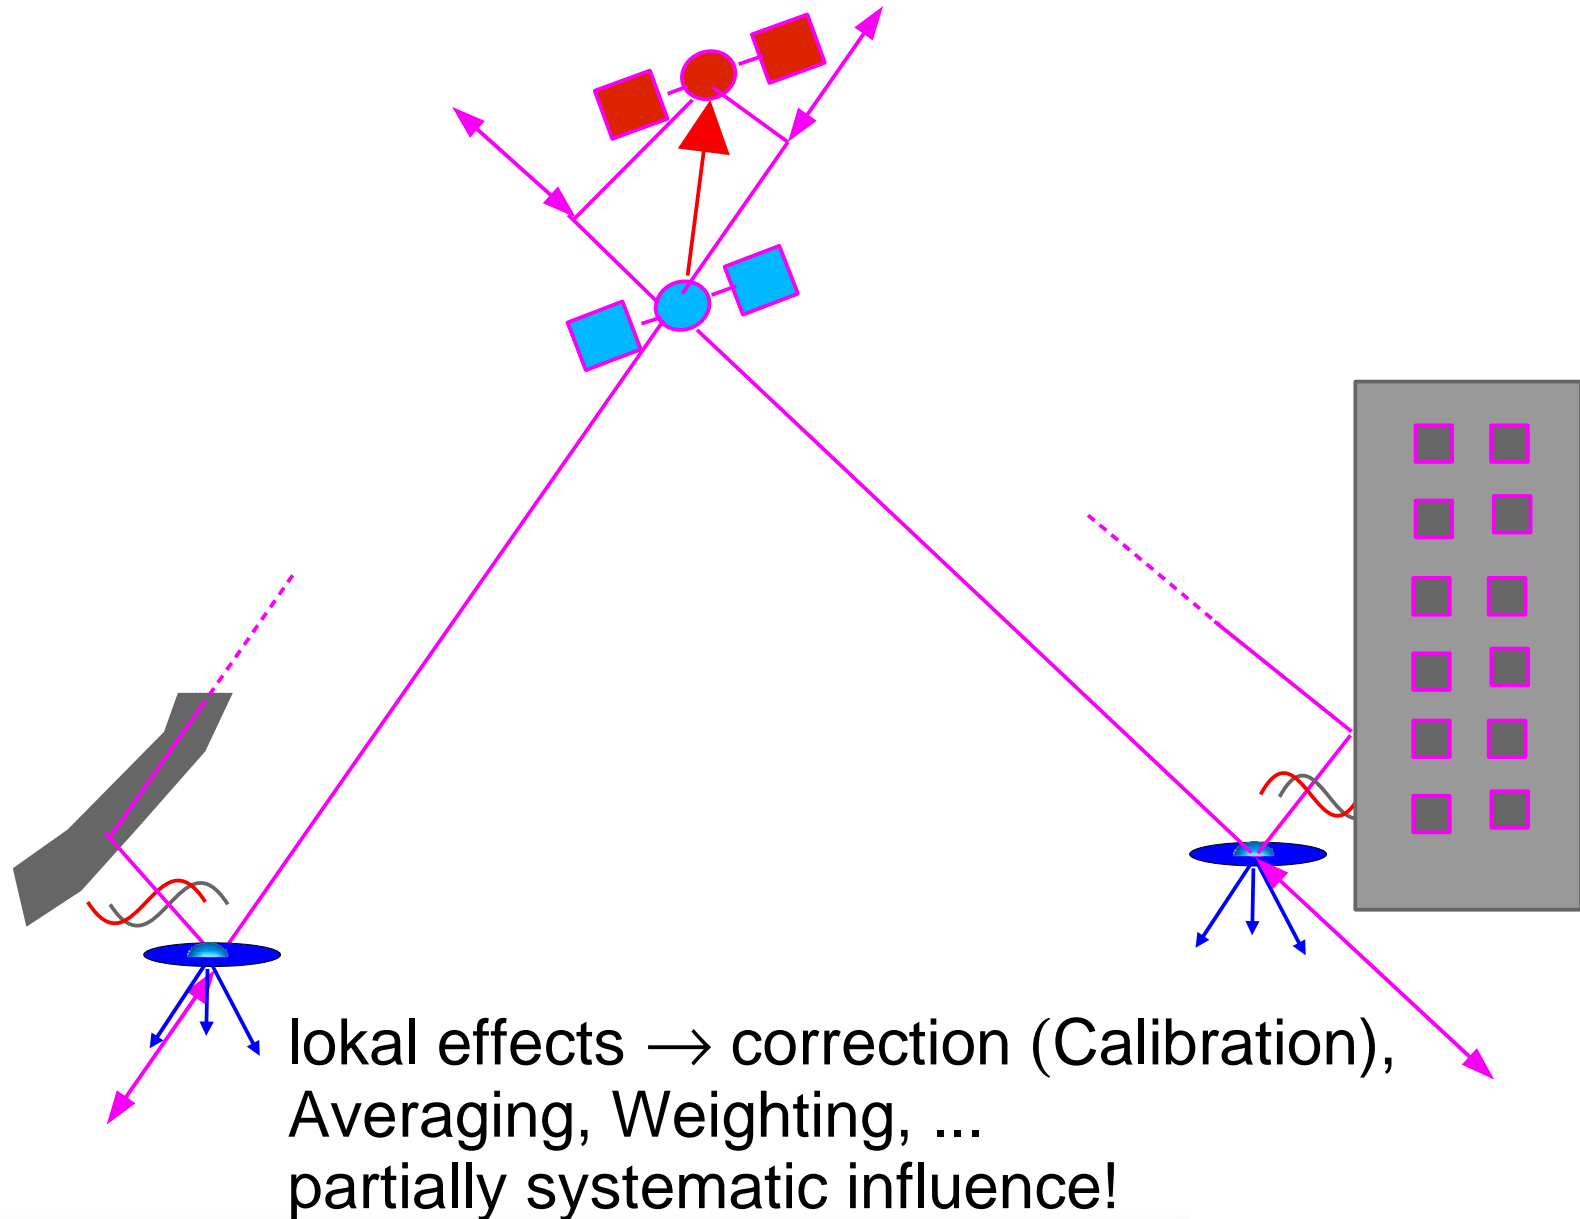 lokal effects → correction (Calibration),
Averaging, Weighting, ...
partially systematic influence!